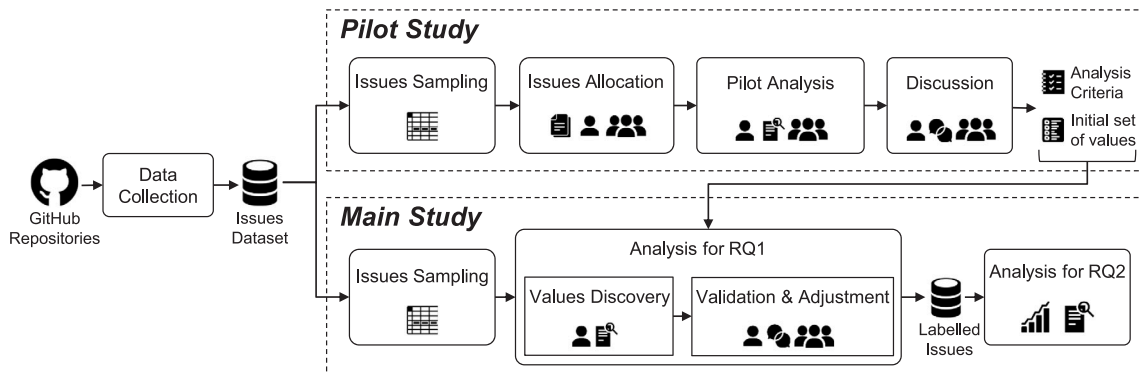 Pilot Study
Issues Sampling
Issues Allocation
Pilot Analysis
Discussion
Analysis
Criteria
Initial set
of values
GitHub
Repositories
Data
Collection
Issues
Dataset
Main Study
Issues Sampling
Analysis for RQ1
Values Discovery
Validation & Adjustment
Labelled
Issues
Analysis for RQ2